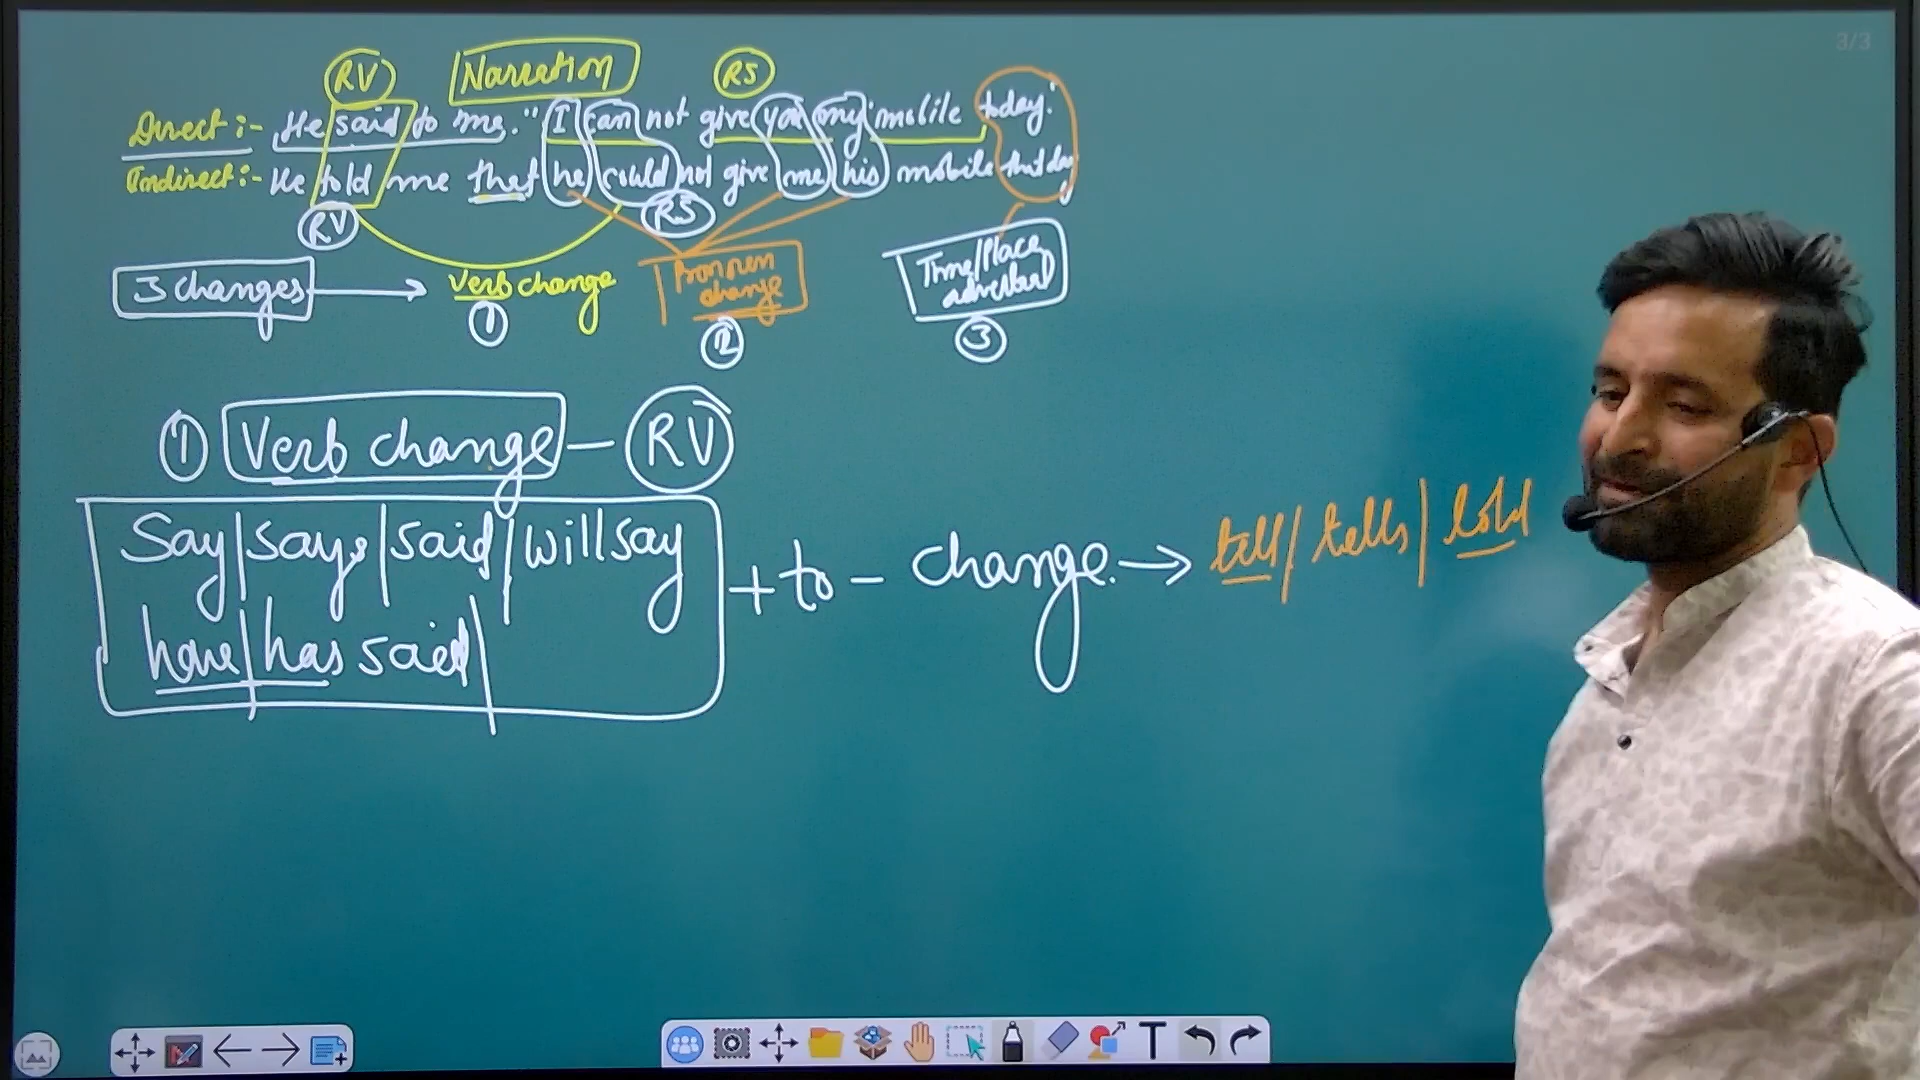 3/3
RV Narration RS
Direct :- He said to me. "I can not give you my mobile today."
Indirect :- He told me that he could not give me his mobile that day
RV RS
3 changes → verb change Pronoun change Time/Place adverbial
① ② ③
① Verb change – RV
Say | says | said | will say
+ to – change. → tell / tells | told
have | has said |
T